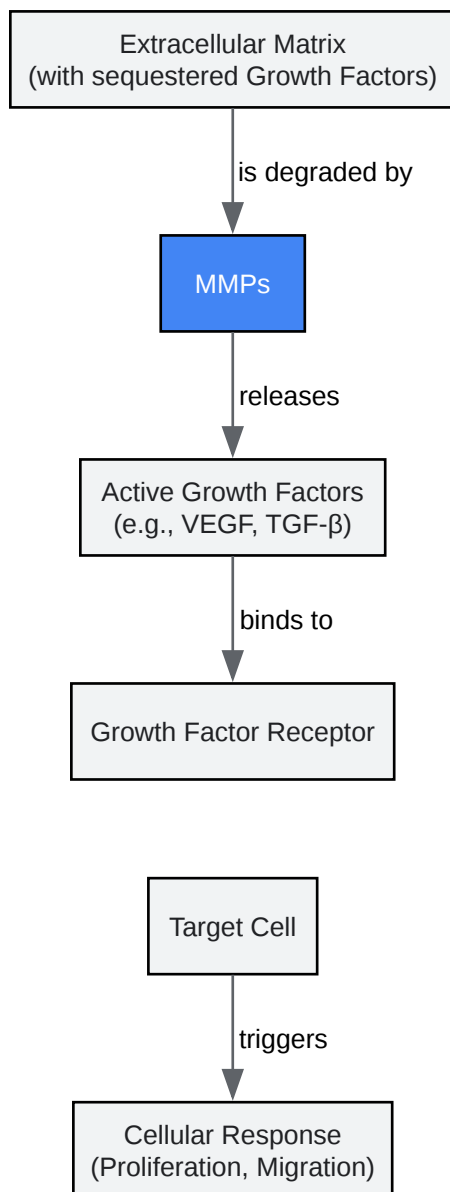 Extracellular Matrix
(with sequestered Growth Factors)
is degraded by
MMPs
releases
Active Growth Factors
(e.g., VEGF, TGF-β)
binds to
Growth Factor Receptor
Target Cell
triggers
Cellular Response
(Proliferation, Migration)